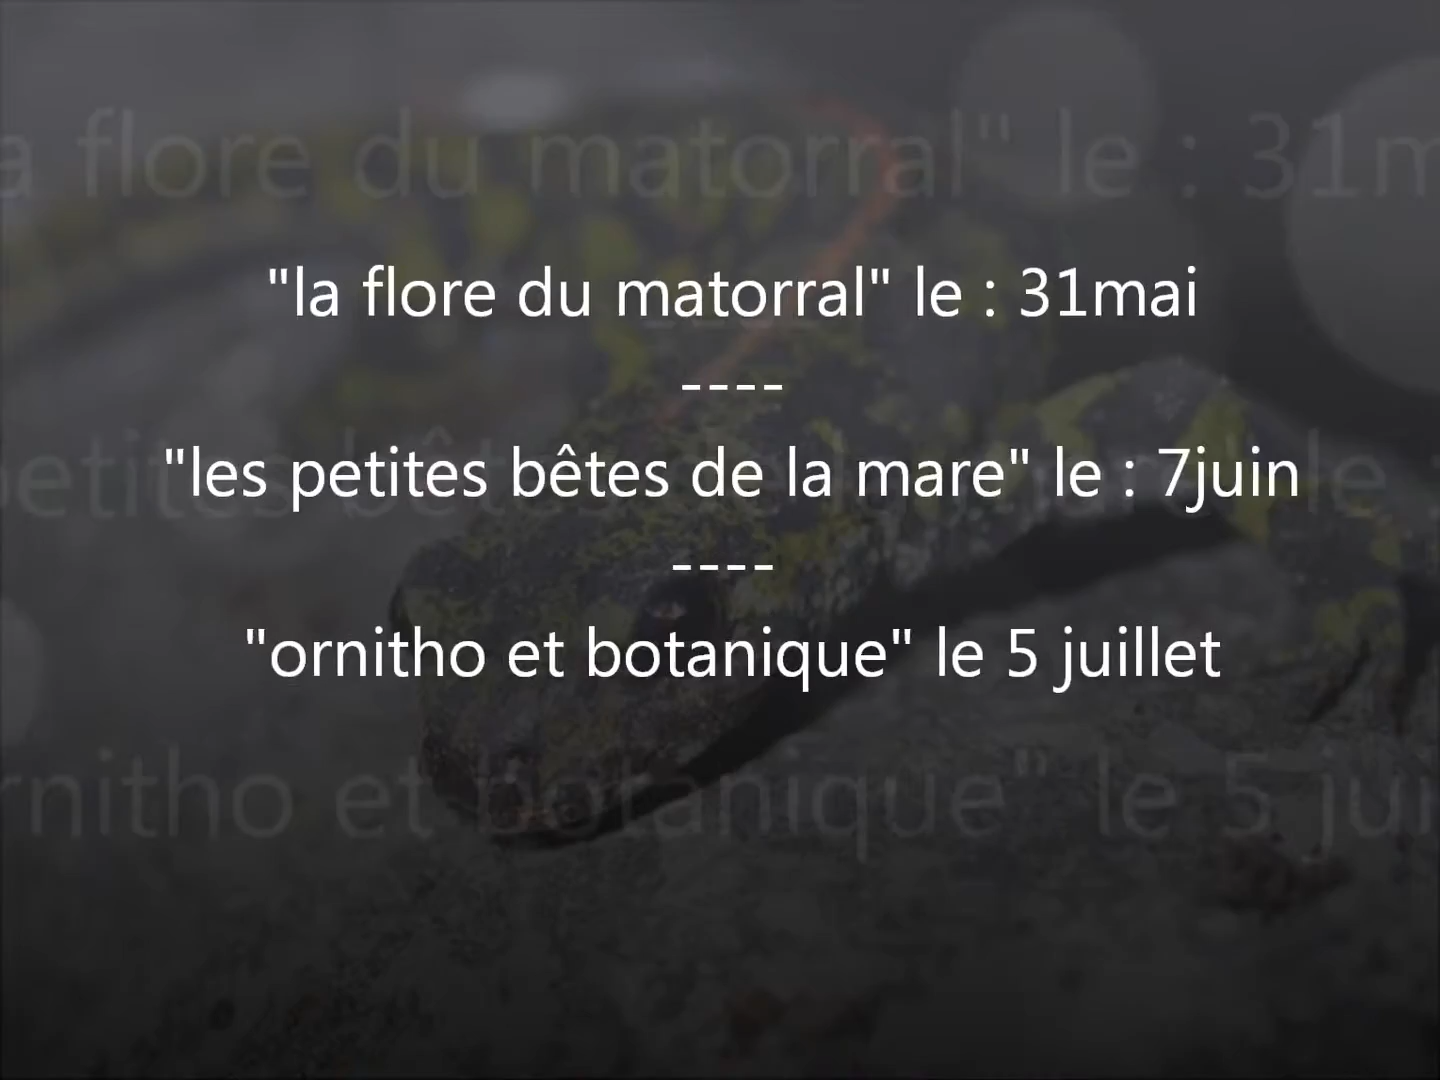 "la flore du matorral" le : 31mai
----
"les petites bêtes de la mare" le : 7juin
----
"ornitho et botanique" le 5 juillet